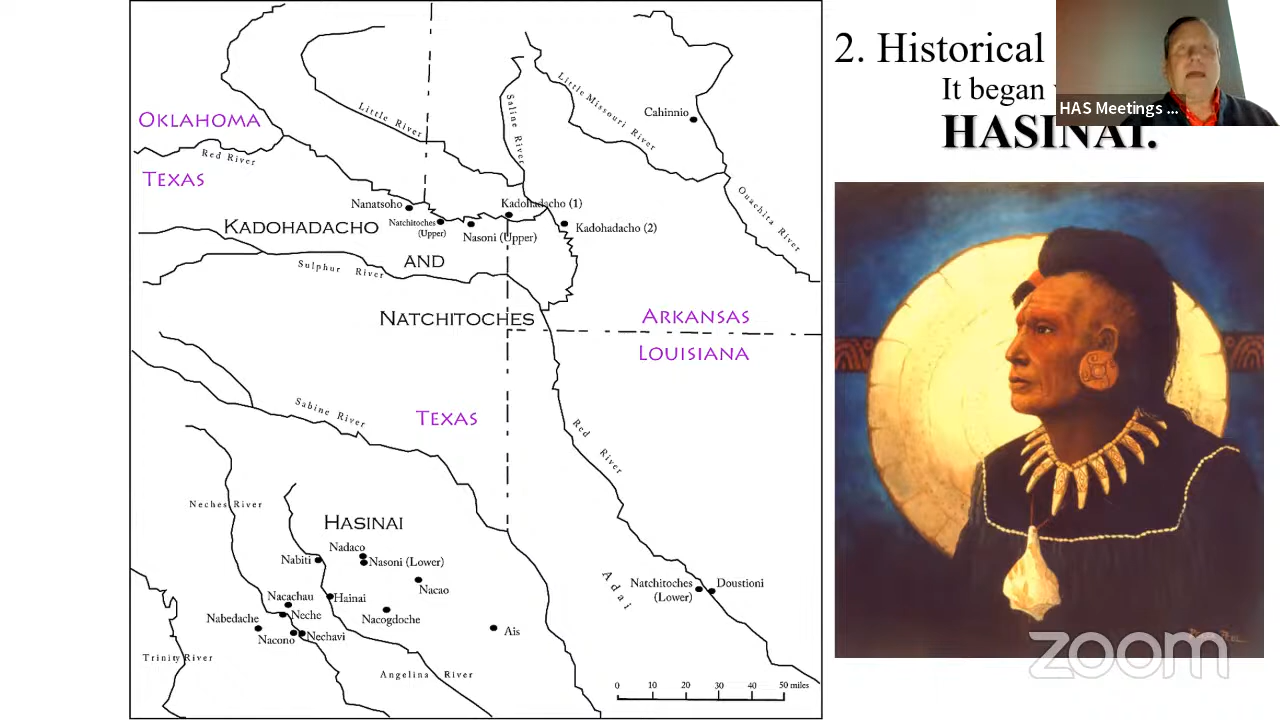 2. Historical
It began
HASINAI.
HAS Meetings ...
OKLAHOMA
Red River
TEXAS
Little River
Saline River
Little Missouri River
Cahinnio
Ouachita River
Nanatsoho
Natchitoches
(Upper)
Nasoni (Upper)
Kadohadacho (1)
Kadohadacho (2)
KADOHADACHO
AND
NATCHITOCHES
Sulphur River
ARKANSAS
LOUISIANA
Sabine River
TEXAS
Red River
Neches River
HASINAI
Nadaco
Nabiti
Nasoni (Lower)
Nacao
Nacachau
Hainai
Neche
Nacogdoche
Nabedache
Nacono
Nechavi
Ais
Adai
Natchitoches
(Lower)
Doustioni
Trinity River
Angelina River
0 10 20 30 40 50 miles
zoom